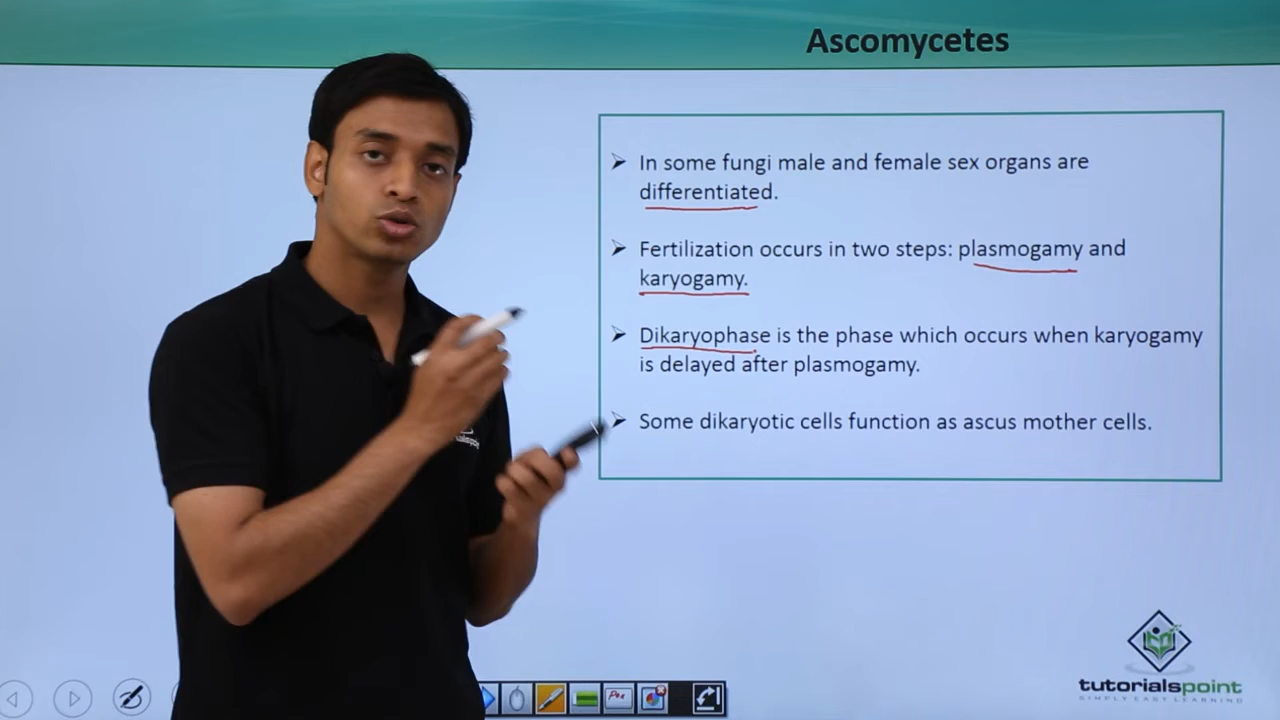 Ascomycetes
In some fungi male and female sex organs are
differentiated.
Fertilization occurs in two steps: plasmogamy and
karyogamy.
Dikaryophase is the phase which occurs when karyogamy
is delayed after plasmogamy.
Some dikaryotic cells function as ascus mother cells.
tutorialspoint
SIMPLY EASY LEARNING